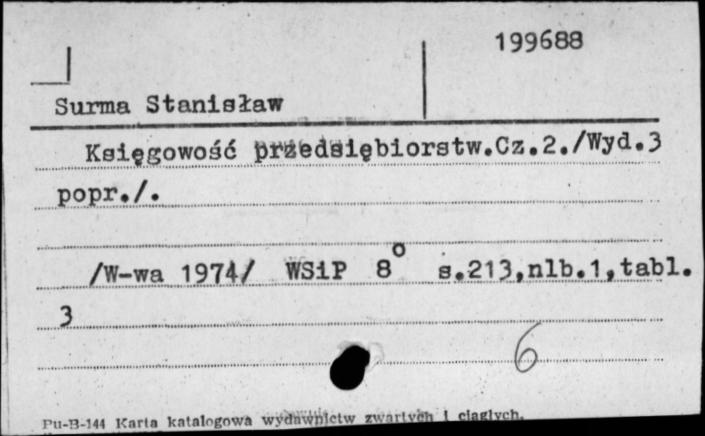 199688
Surma Stanisław
Księgowość przedsiębiorstw.Cz.2./Wyd.3
popr./.
/W-wa 1974/ WSiP 8° s.213,nlb.1,tabl.
3
6
Pu-B-144 Karta katalogowa wydawnictw zwartych i ciągłych.